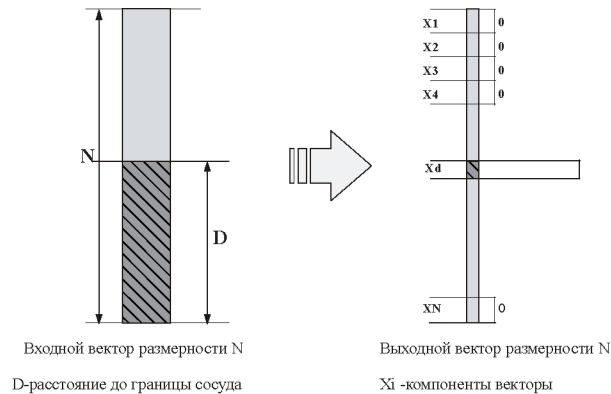 X1 0
X2 0
X3 0
X4 0
N
Xd
D
XN 0
Входной вектор размерности N
Выходной вектор размерности N
D-расстояние до границы сосуда
Xi -компоненты векторы